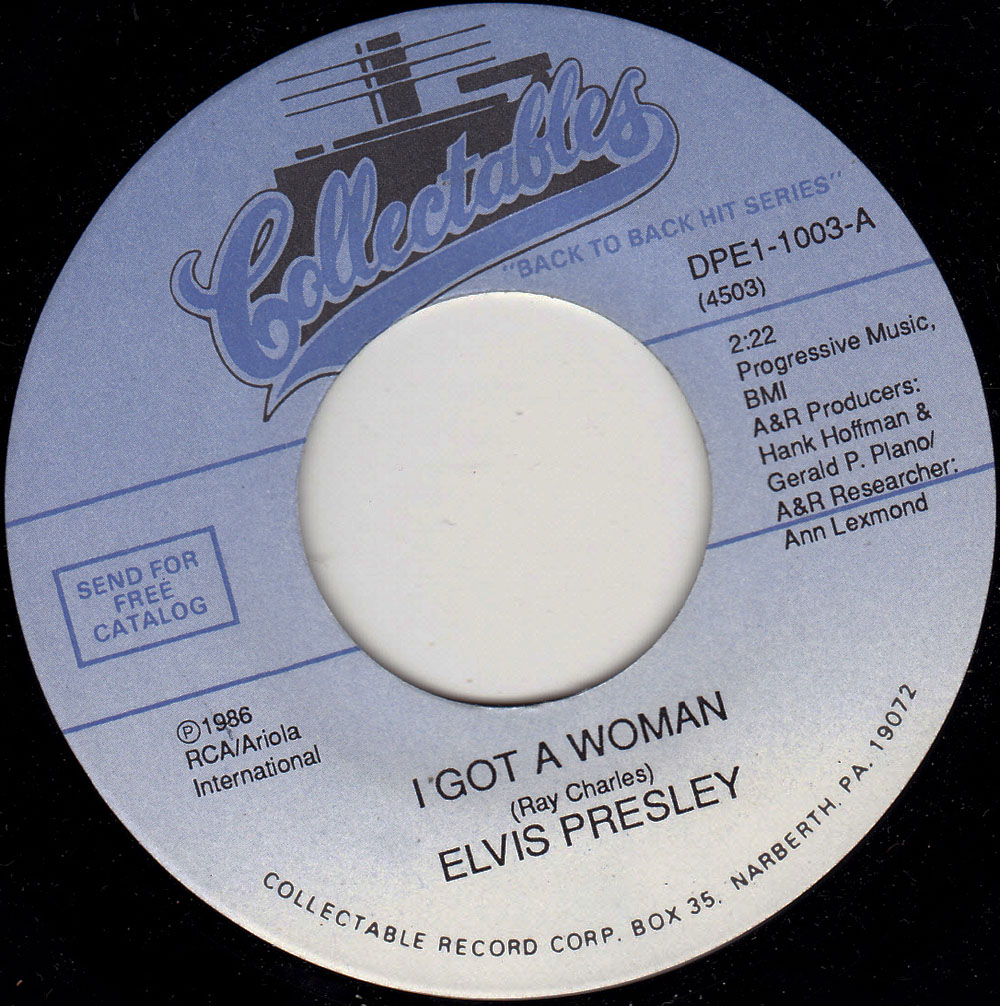 Collectables
"BACK TO BACK HIT SERIES"
DPE1-1003-A
(4503)
2:22
Progressive Music,
BMI
A&R Producers:
Hank Hoffman &
Gerald P. Plano/
A&R Researcher:
Ann Lexmond
SEND FOR
FREE
CATALOG
℗1986
RCA/Ariola
International
I GOT A WOMAN
(Ray Charles)
ELVIS PRESLEY
COLLECTABLE RECORD CORP. BOX 35, NARBERTH, PA. 19072